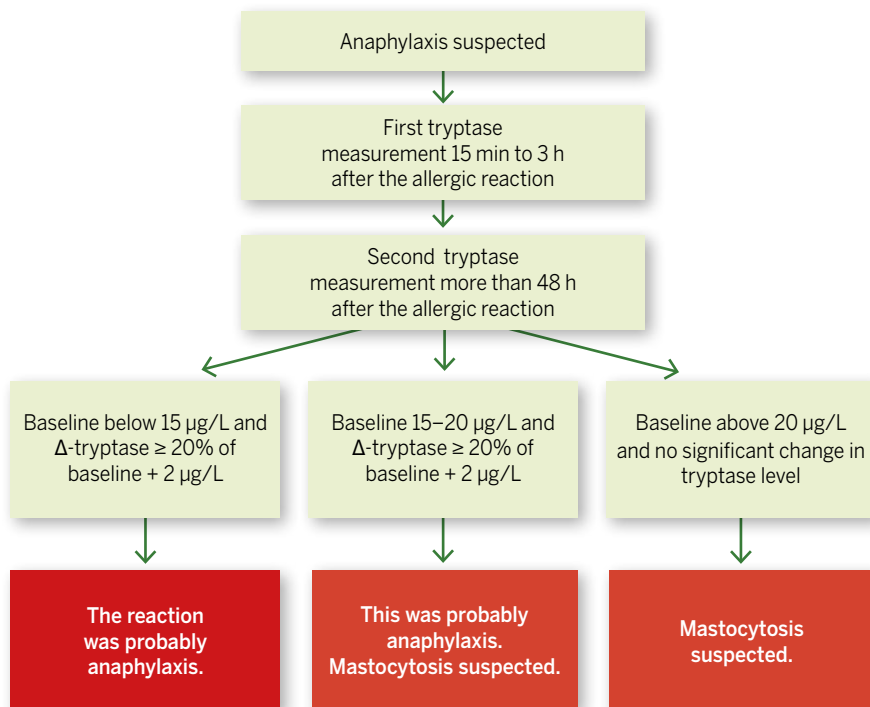 Anaphylaxis suspected
First tryptase
measurement 15 min to 3 h
after the allergic reaction
Second tryptase
measurement more than 48 h
after the allergic reaction
Baseline below 15 µg/L and
Δ-tryptase ≥ 20% of
baseline + 2 µg/L
Baseline 15–20 µg/L and
Δ-tryptase ≥ 20% of
baseline + 2 µg/L
Baseline above 20 µg/L
and no significant change in
tryptase level
The reaction
was probably
anaphylaxis.
This was probably
anaphylaxis.
Mastocytosis suspected.
Mastocytosis
suspected.